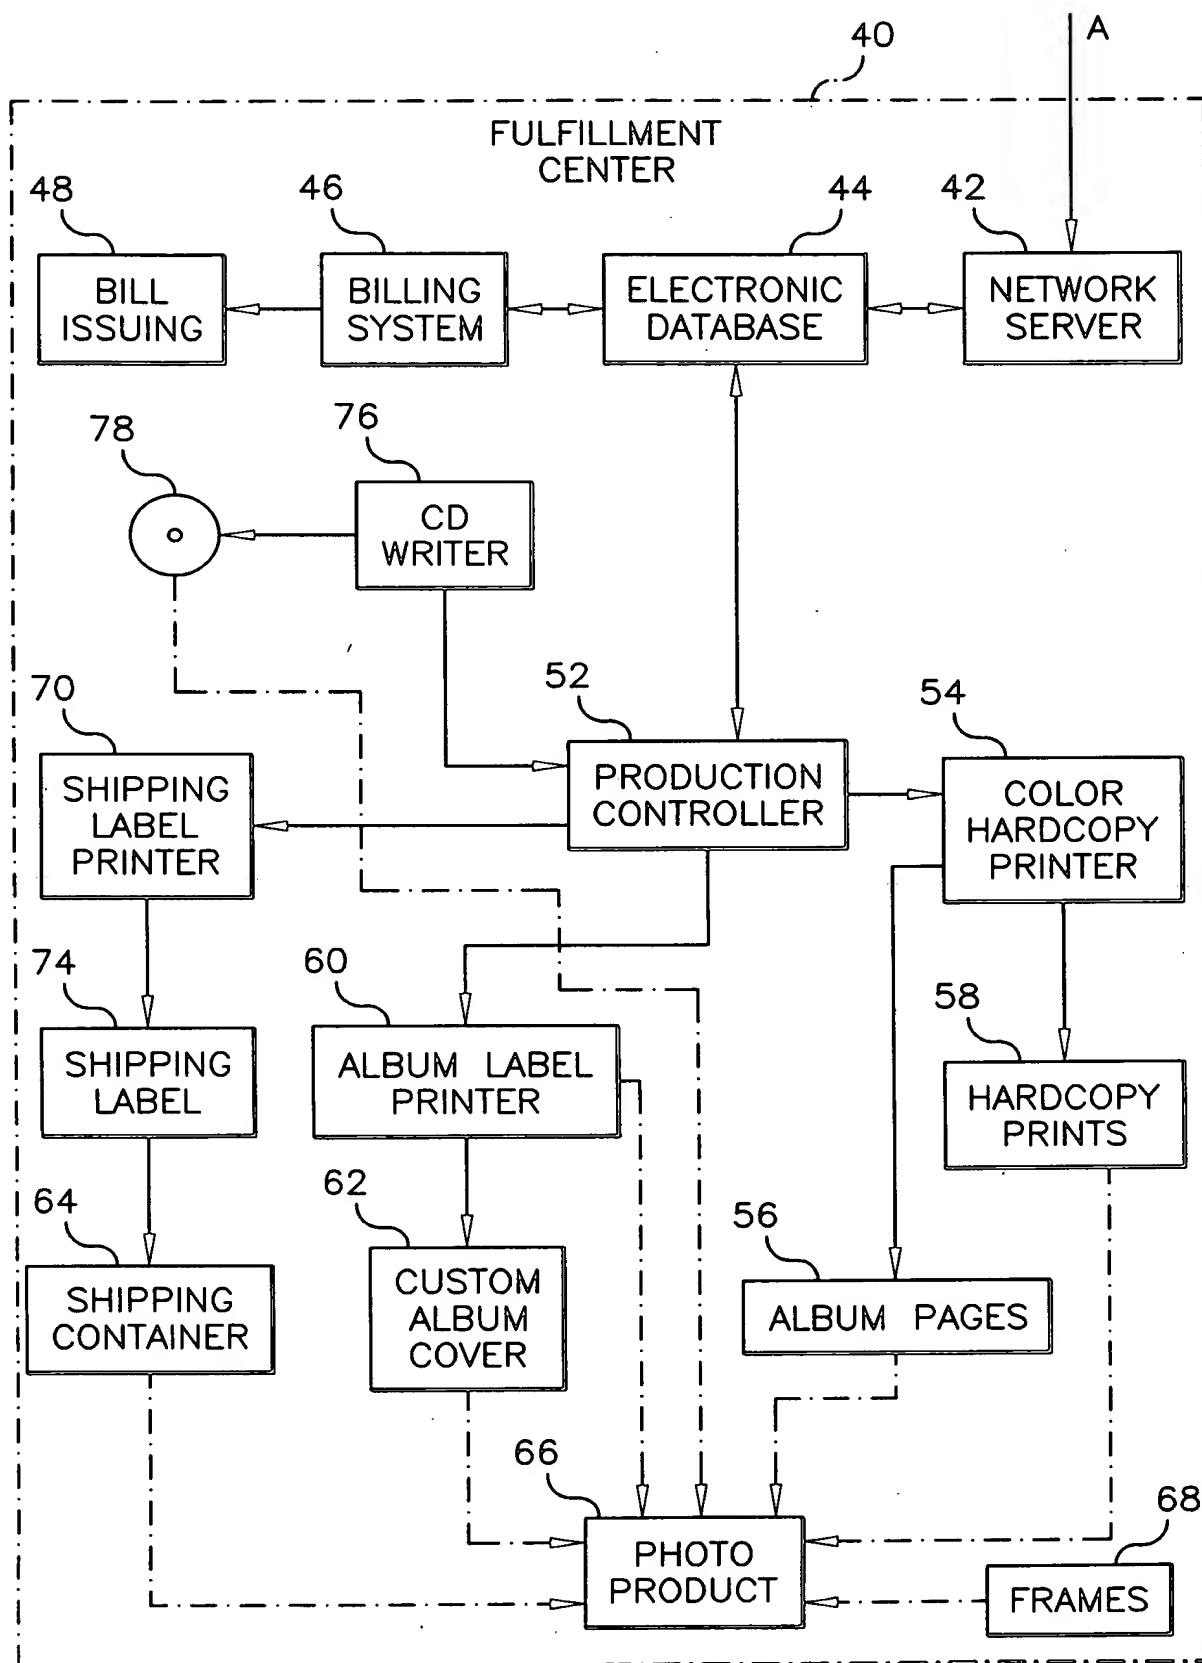 40
A
FULFILLMENT
CENTER
48
46
44
42
BILL
ISSUING
BILLING
SYSTEM
ELECTRONIC
DATABASE
NETWORK
SERVER
78
76
CD
WRITER
70
52
54
SHIPPING
LABEL
PRINTER
PRODUCTION
CONTROLLER
COLOR
HARDCOPY
PRINTER
74
60
58
SHIPPING
LABEL
ALBUM LABEL
PRINTER
HARDCOPY
PRINTS
64
62
56
SHIPPING
CONTAINER
CUSTOM
ALBUM
COVER
ALBUM PAGES
66
68
PHOTO
PRODUCT
FRAMES